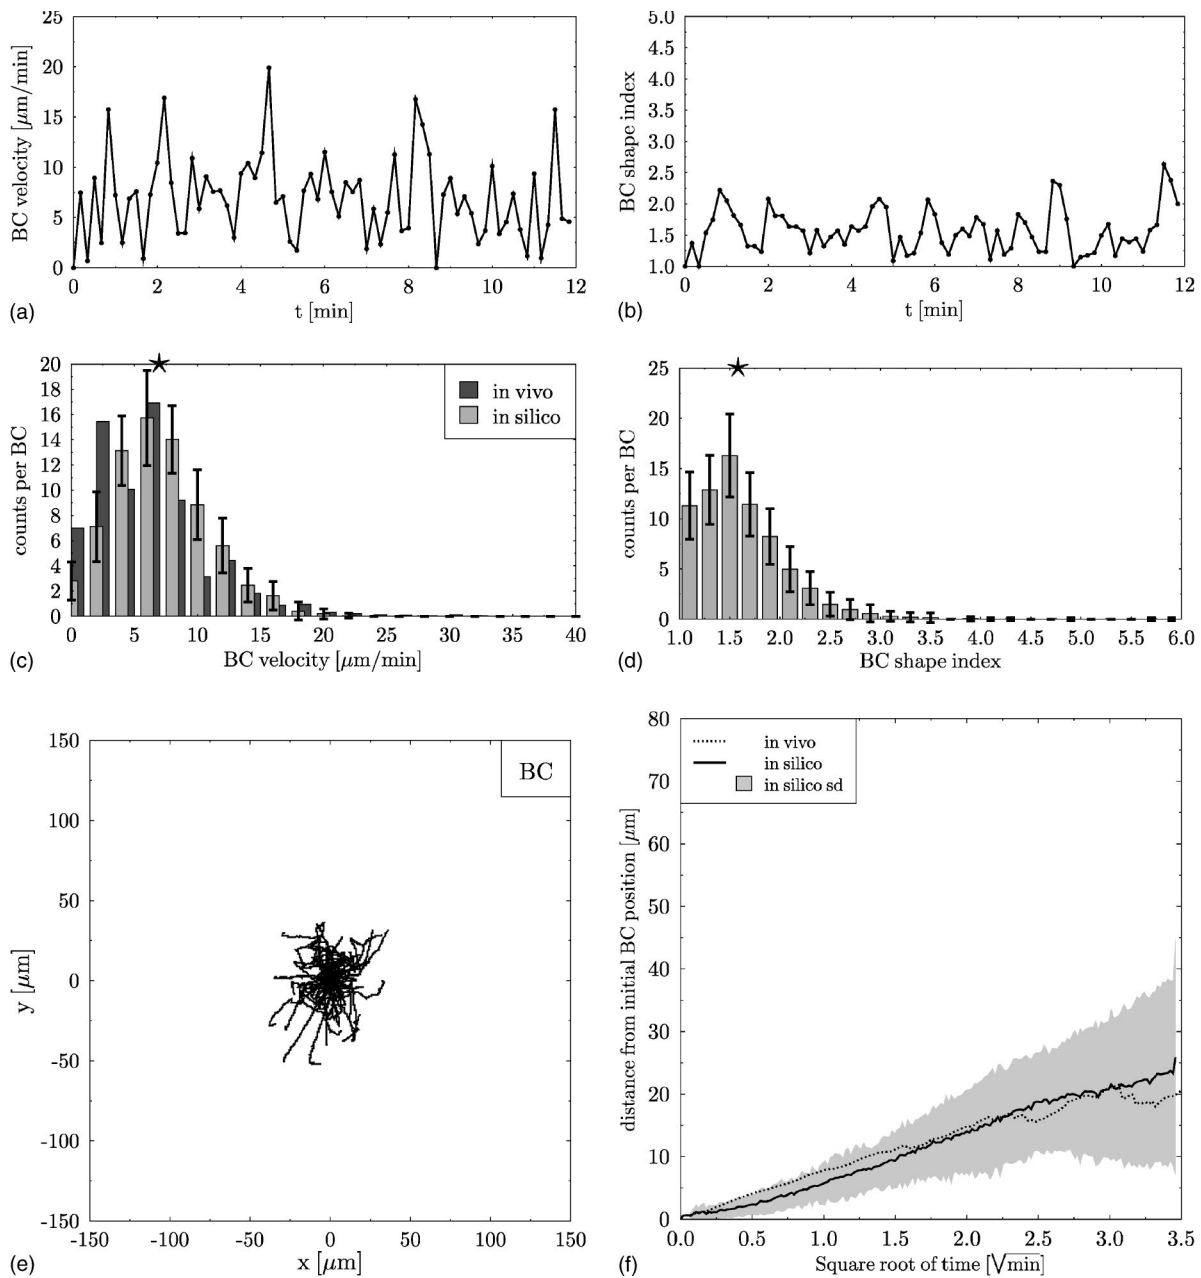 25
20
15
10
5
0
BC velocity [μm/min]
0 2 4 6 8 10 12
t [min]
(a)
5.0
4.5
4.0
3.5
3.0
2.5
2.0
1.5
1.0
BC shape index
0 2 4 6 8 10 12
t [min]
(b)
20
18
16
14
12
10
8
6
4
2
0
counts per BC
in vivo
in silico
0 5 10 15 20 25 30 35 40
BC velocity [μm/min]
(c)
25
20
15
10
5
0
counts per BC
1.0 1.5 2.0 2.5 3.0 3.5 4.0 4.5 5.0 5.5 6.0
BC shape index
(d)
150
100
50
0
-50
-100
-150
y [μm]
BC
-150 -100 -50 0 50 100 150
x [μm]
(e)
80
70
60
50
40
30
20
10
0
distance from initial BC position [μm]
in vivo
in silico
in silico sd
0.0 0.5 1.0 1.5 2.0 2.5 3.0 3.5
Square root of time [√min]
(f)